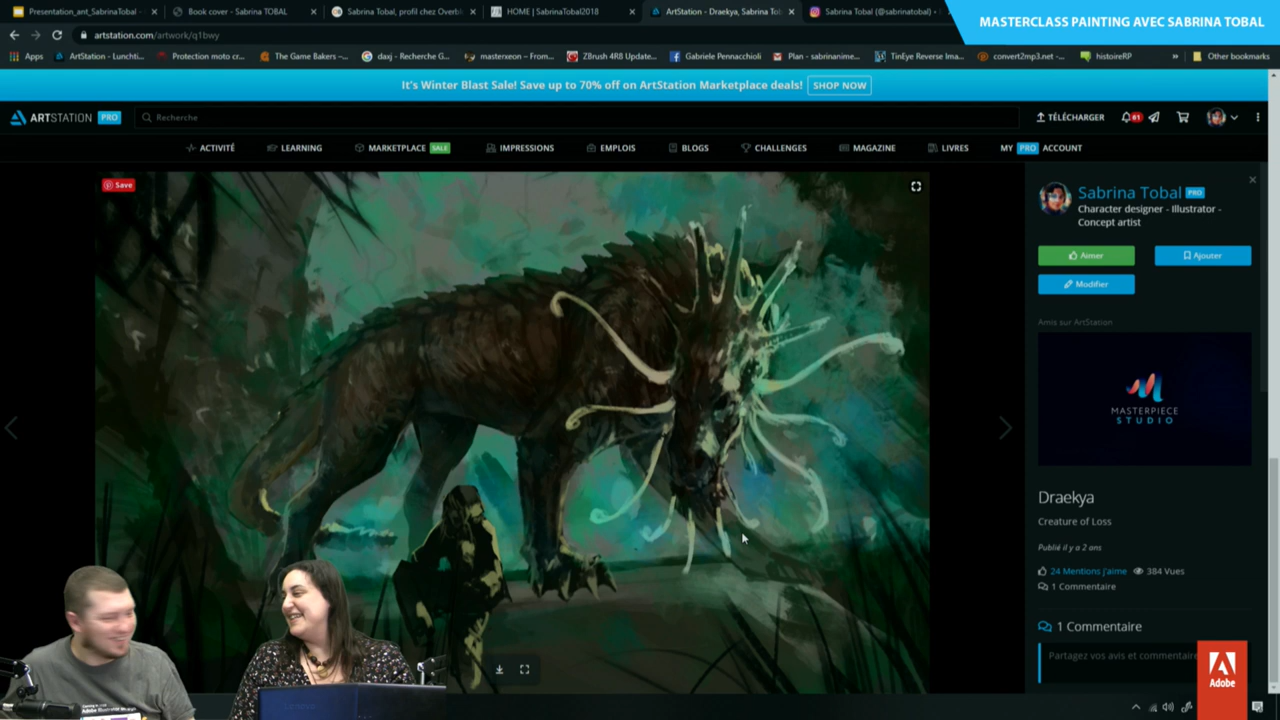 Presentation_ant_SabrinaTobal -
Book cover - Sabrina TOBAL
Sabrina Tobal, profil chez Overbl
HOME | SabrinaTobal2018
ArtStation - Draekya, Sabrina Tob
Sabrina Tobal (@sabrinatobal) •
MASTERCLASS PAINTING AVEC SABRINA TOBAL
artstation.com/artwork/q1bwy
Apps
ArtStation - Lunchti...
Protection moto cr...
The Game Bakers –...
daxj - Recherche G...
masterxeon – From...
ZBrush 4R8 Update...
Gabriele Pennacchioli
Plan - sabrinanime...
TinEye Reverse Ima...
convert2mp3.net -...
histoireRP
»
Other bookmarks
It's Winter Blast Sale! Save up to 70% off on ArtStation Marketplace deals! SHOP NOW
ARTSTATION PRO
Recherche
TÉLÉCHARGER
81
ACTIVITÉ
LEARNING
MARKETPLACE SALE
IMPRESSIONS
EMPLOIS
BLOGS
CHALLENGES
MAGAZINE
LIVRES
MY PRO ACCOUNT
Save
Sabrina Tobal PRO
Character designer - Illustrator -
Concept artist
Aimer
Ajouter
Modifier
Amis sur ArtStation
MASTERPIECE
STUDIO
Draekya
Creature of Loss
Publié il y a 2 ans
24 Mentions j'aime 384 Vues
1 Commentaire
1 Commentaire
Partagez vos avis et commentaire
Adobe